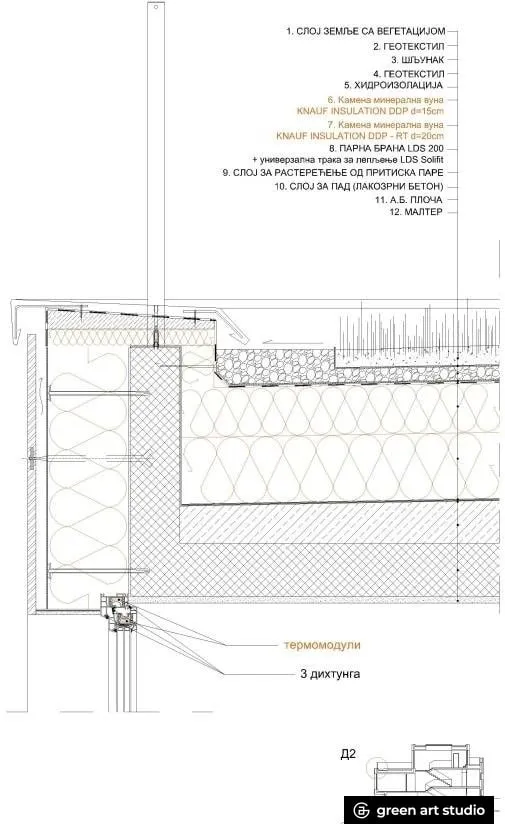 1. СЛОЈ ЗЕМЉЕ СА ВЕГЕТАЦИЈОМ
2. ГЕОТЕКСТИЛ
3. ШЉУНАК
4. ГЕОТЕКСТИЛ
5. ХИДРОИЗОЛАЦИЈА
6. Камена минерална вуна
KNAUF INSULATION DDP d=15cm
7. Камена минерална вуна
KNAUF INSULATION DDP - RT d=20cm
8. ПАРНА БРАНА LDS 200
+ универзална трака за лепљење LDS Solifit
9. СЛОЈ ЗА РАСТЕРЕЋЕЊЕ ОД ПРИТИСКА ПАРЕ
10. СЛОЈ ЗА ПАД (ЛАКОЗРНИ БЕТОН)
11. А.Б. ПЛОЧА
12. МАЛТЕР
термомодули
3 дихтунга
Д2
green art studio